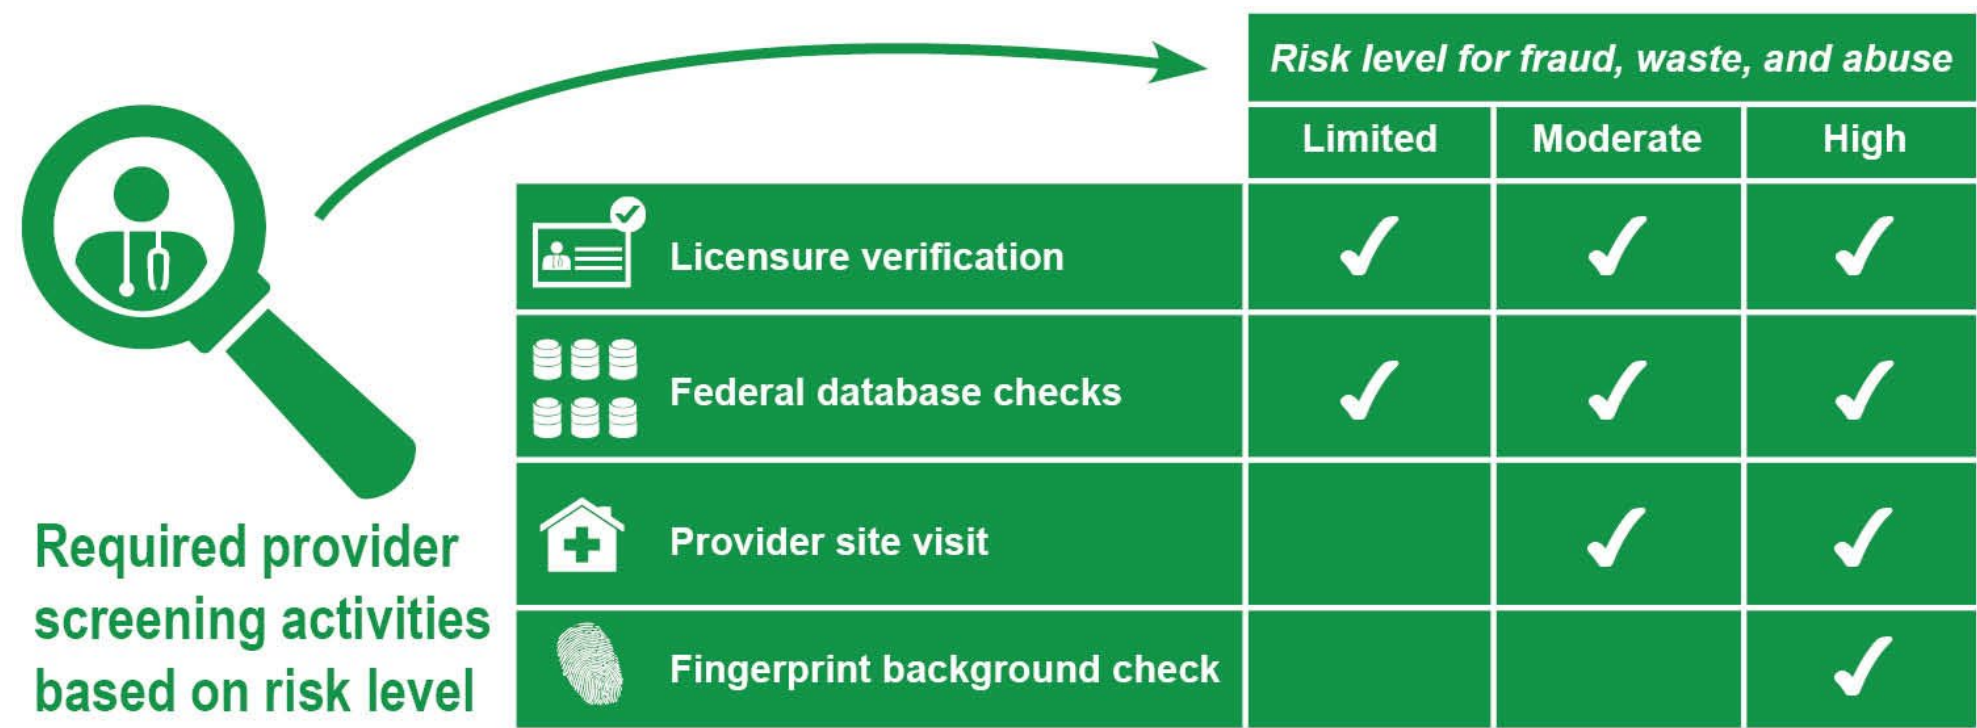 Risk level for fraud, waste, and abuse
Limited Moderate High
Licensure verification ✓ ✓ ✓
Federal database checks ✓ ✓ ✓
Provider site visit ✓ ✓
Fingerprint background check ✓
Required provider
screening activities
based on risk level